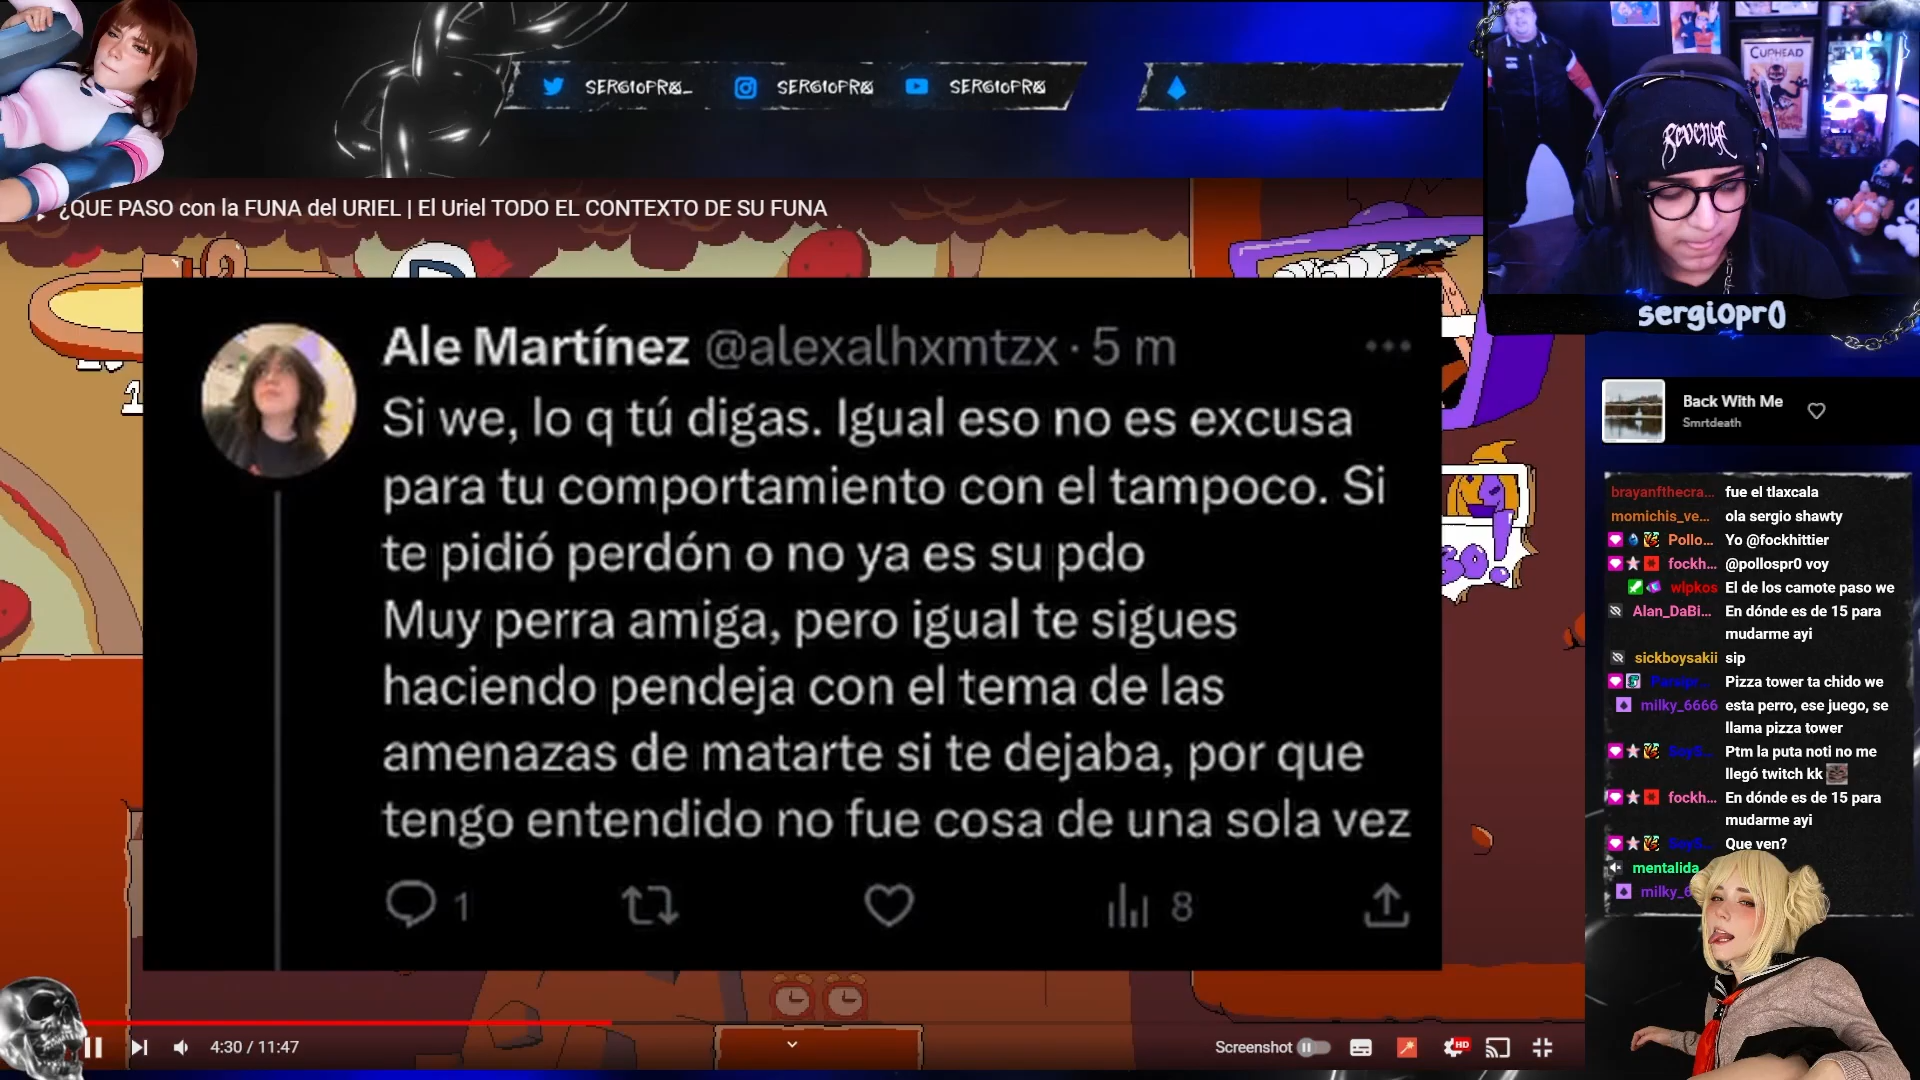 SERGIOPRØ_
SERGIOPRØ
SERGIOPRØ
CUPHEAD
REVENGE
¿QUE PASO con la FUNA del URIEL | El Uriel TODO EL CONTEXTO DE SU FUNA
sergiopr0
Ale Martínez @alexalhxmtzx · 5 m
Si we, lo q tú digas. Igual eso no es excusa
para tu comportamiento con el tampoco. Si
te pidió perdón o no ya es su pdo
Muy perra amiga, pero igual te sigues
haciendo pendeja con el tema de las
amenazas de matarte si te dejaba, por que
tengo entendido no fue cosa de una sola vez
1
8
Back With Me
Smrtdeath
brayanfthecra... fue el tlaxcala
momichis_ve... ola sergio shawty
Pollo... Yo @fockhittier
fockh... @pollospr0 voy
wlpkos El de los camote paso we
Alan_DaBi... En dónde es de 15 para
mudarme ayi
sickboysakii sip
Pizza tower ta chido we
milky_6666 esta perro, ese juego, se
llama pizza tower
Ptm la puta noti no me
llegó twitch kk
fockh... En dónde es de 15 para
mudarme ayi
Que ven?
mentalida
milky_6
4:30 / 11:47
Screenshot
HD